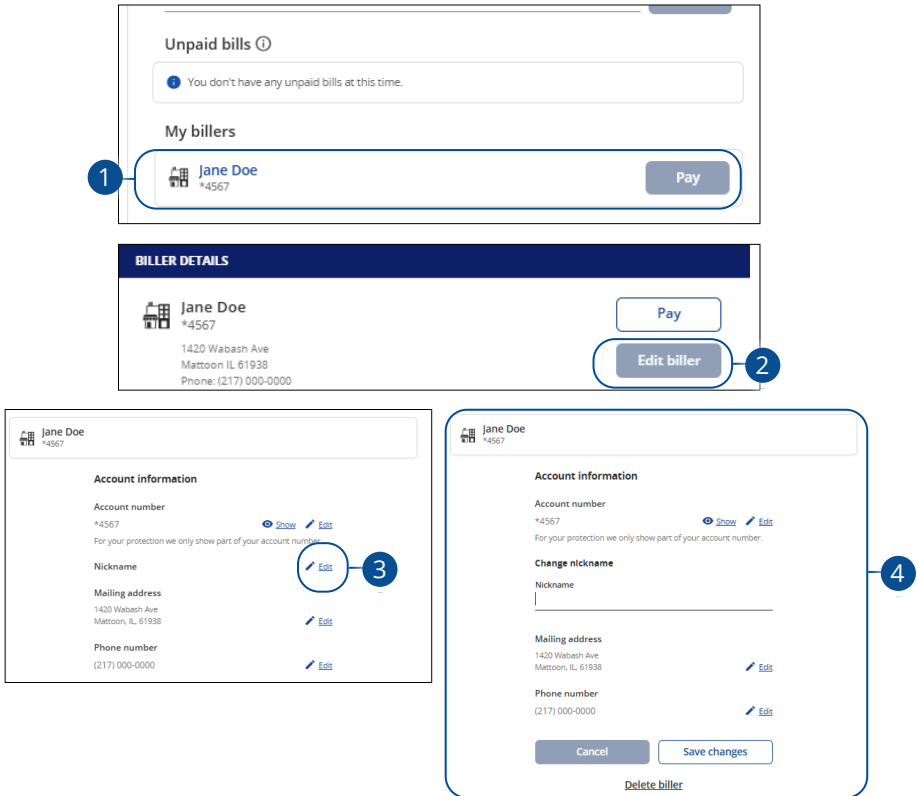 Unpaid bills
You don't have any unpaid bills at this time.
My billers
1
Jane Doe
*4567
Pay
BILLER DETAILS
Jane Doe
*4567
1420 Wabash Ave
Mattoon IL 61938
Phone: (217) 000-0000
Pay
Edit biller
2
Jane Doe
*4567
Account information
Account number
*4567 Show Edit
For your protection we only show part of your account number.
Nickname Edit
3
Mailing address
1420 Wabash Ave
Mattoon, IL, 61938 Edit
Phone number
(217) 000-0000 Edit
Jane Doe
*4567
Account information
Account number
*4567 Show Edit
For your protection we only show part of your account number.
Change nickname
Nickname
4
Mailing address
1420 Wabash Ave
Mattoon, IL, 61938 Edit
Phone number
(217) 000-0000 Edit
Cancel Save changes
Delete biller